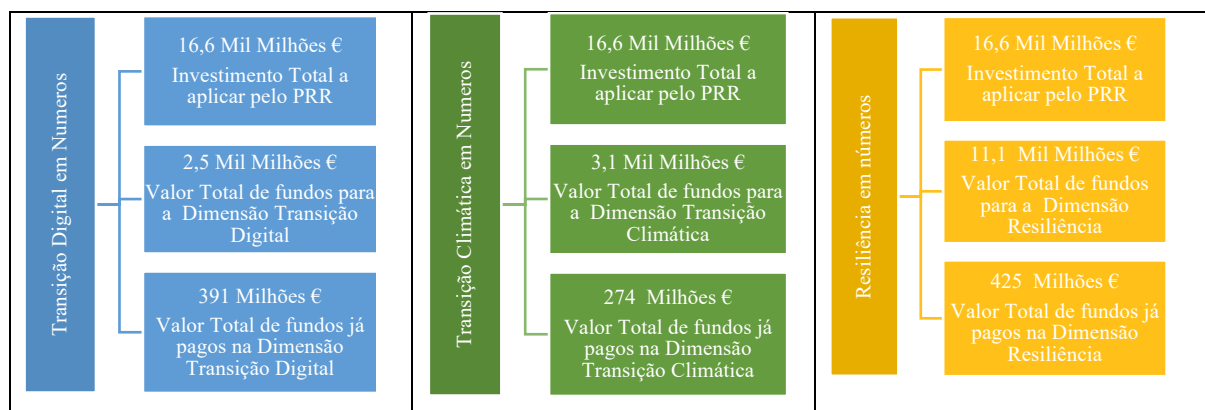 Transição Digital em Numeros
16,6 Mil Milhões €
Investimento Total a
aplicar pelo PRR
2,5 Mil Milhões €
Valor Total de fundos para
a Dimensão Transição
Digital
391 Milhões €
Valor Total de fundos já
pagos na Dimensão
Transição Digital
Transição Climática em Numeros
16,6 Mil Milhões €
Investimento Total a
aplicar pelo PRR
3,1 Mil Milhões €
Valor Total de fundos para
a Dimensão Transição
Climática
274 Milhões €
Valor Total de fundos já
pagos na Dimensão
Transição Climática
Resiliência em números
16,6 Mil Milhões €
Investimento Total a
aplicar pelo PRR
11,1 Mil Milhões €
Valor Total de fundos
para a Dimensão
Resiliência
425 Milhões €
Valor Total de fundos já
pagos na Dimensão
Resiliência